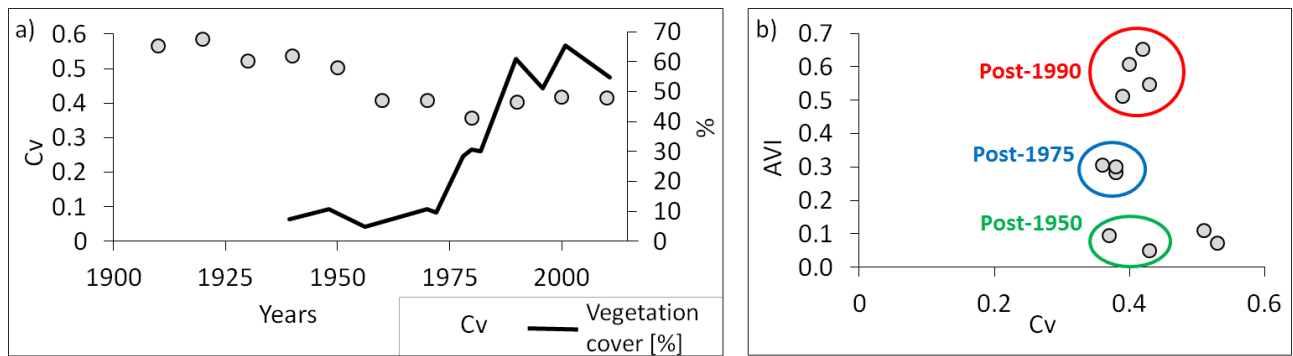 a)
0.6
0.5
0.4
0.3
0.2
0.1
0
Cv
70
60
50
40
30
20
10
0
%
1900 1925 1950 1975 2000
Years
Cv
Vegetation
cover [%]
b)
0.7
0.6
0.5
0.4
0.3
0.2
0.1
0.0
AVI
Post-1990
Post-1975
Post-1950
0 0.2 0.4 0.6
Cv